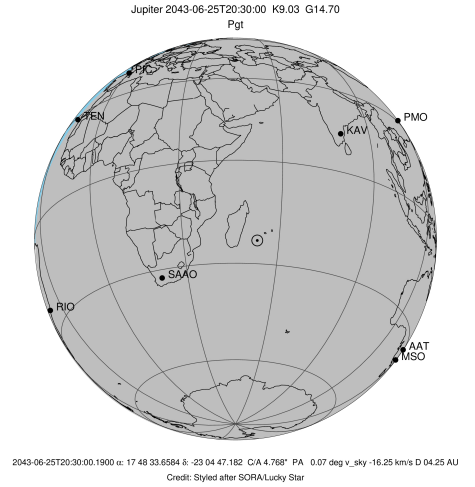 Jupiter 2043-06-25T20:30:00 K9.03 G14.70
Pgt
TEN
PMO
KAV
SAAO
RIO
AAT
MSO
2043-06-25T20:30:00.1900 α: 17 48 33.6584 δ: -23 04 47.182 C/A 4.768" PA 0.07 deg v_sky -16.25 km/s D 04.25 AU
Credit: Styled after SORA/Lucky Star